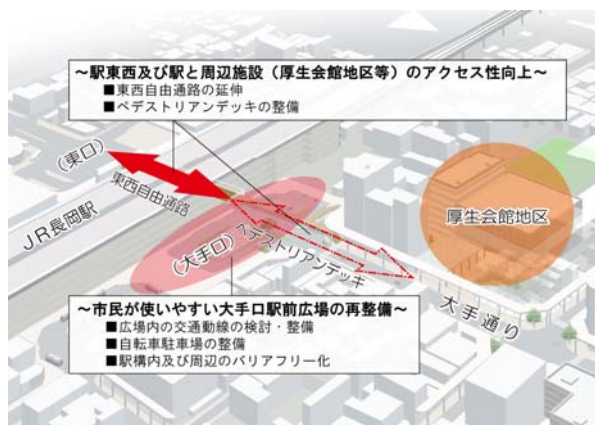 ～駅東西及び駅と周辺施設（厚生会館地区等）のアクセス性向上～
■東西自由通路の延伸
■ペデストリアンデッキの整備
（東口）
東西自由通路
JR長岡駅
（大手口）
ペデストリアンデッキ
厚生会館地区
大手通り
～市民が使いやすい大手口駅前広場の再整備～
■広場内の交通動線の検討・整備
■自転車駐車場の整備
■駅構内及び周辺のバリアフリー化